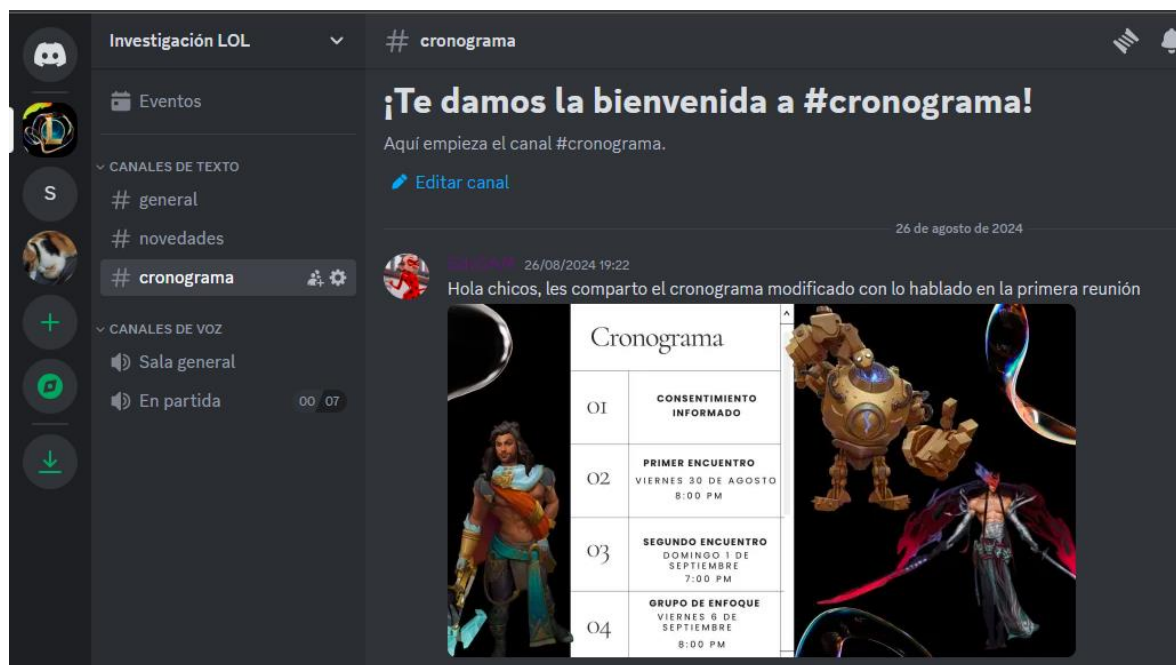 Investigación LOL
Eventos
CANALES DE TEXTO
general
novedades
cronograma
CANALES DE VOZ
Sala general
En partida 00 07
S
# cronograma
¡Te damos la bienvenida a #cronograma!
Aquí empieza el canal #cronograma.
Editar canal
26 de agosto de 2024
26/08/2024 19:22
Hola chicos, les comparto el cronograma modificado con lo hablado en la primera reunión
Cronograma
01
CONSENTIMIENTO
INFORMADO
02
PRIMER ENCUENTRO
VIERNES 30 DE AGOSTO
8:00 PM
03
SEGUNDO ENCUENTRO
DOMINGO 1 DE
SEPTIEMBRE
7:00 PM
04
GRUPO DE ENFOQUE
VIERNES 6 DE
SEPTIEMBRE
8:00 PM